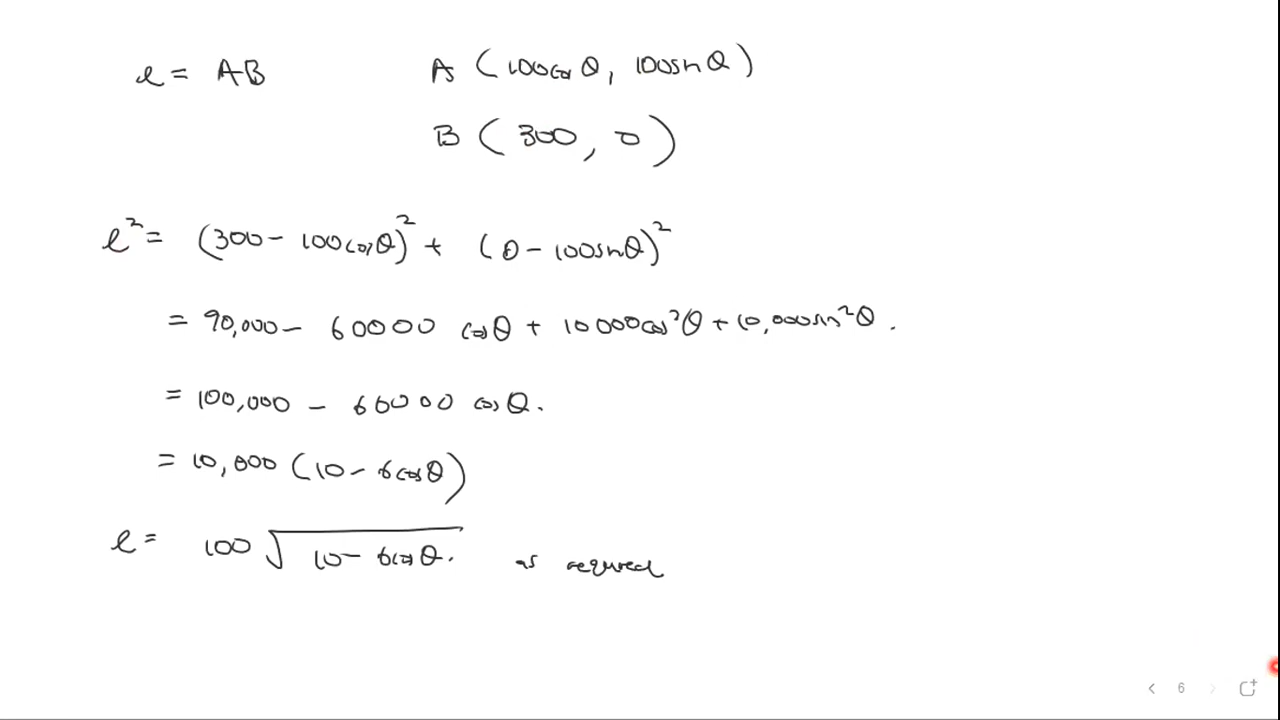 l = AB A (100cosθ, 100sinθ)
B (300, 0)
l² = (300 - 100cosθ)² + (0 - 100sinθ)²
= 90,000 - 60000 cosθ + 10000cos²θ + 10,000sin²θ.
= 100,000 - 60000 cosθ.
= 10,000 (10 - 6cosθ)
l = 100√(10 - 6cosθ. as required
6